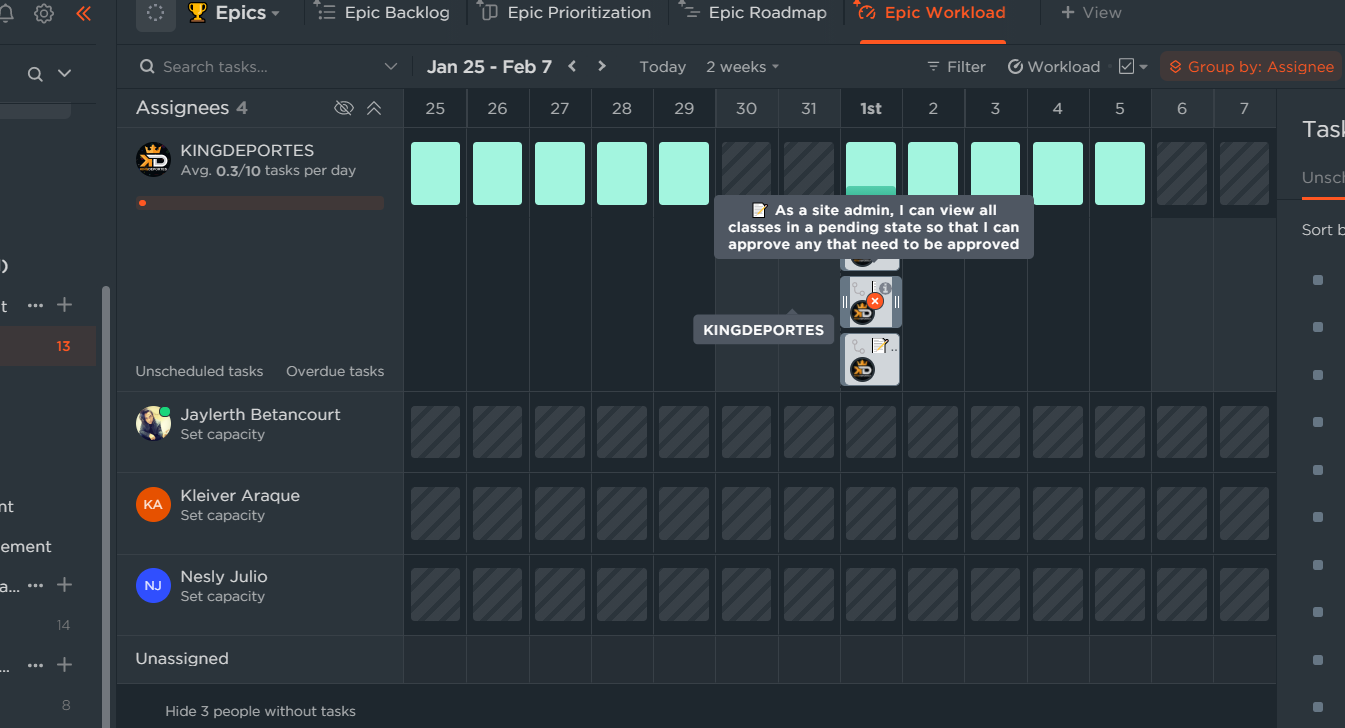 Epics
Epic Backlog
Epic Prioritization
Epic Roadmap
Epic Workload
+ View
Search tasks...
Jan 25 - Feb 7
Today
2 weeks
Filter
Workload
Group by: Assignee
Assignees 4
25 26 27 28 29 30 31 1st 2 3 4 5 6 7
KINGDEPORTES
Avg. 0.3/10 tasks per day
As a site admin, I can view all
classes in a pending state so that I can
approve any that need to be approved
KINGDEPORTES
Unscheduled tasks Overdue tasks
Jaylerth Betancourt
Set capacity
KA
Kleiver Araque
Set capacity
NJ
Nesly Julio
Set capacity
Unassigned
Hide 3 people without tasks
Task
Unsch
Sort b
)
t
13
nt
ement
a...
14
...
8